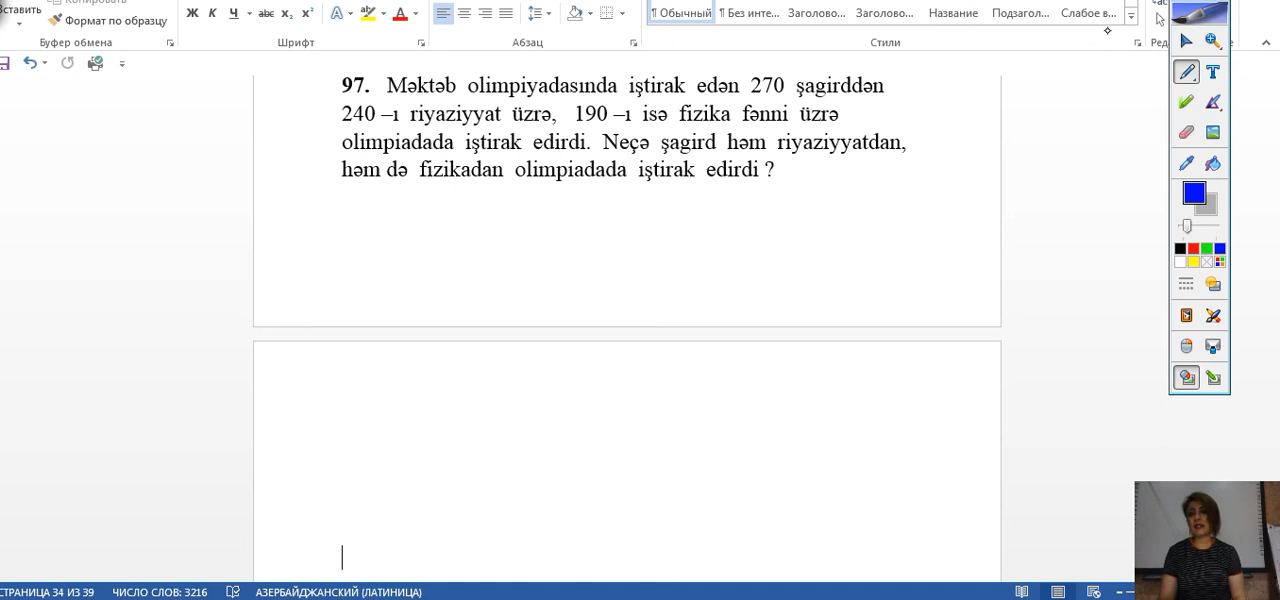 Вставить
Копировать
Формат по образцу
Буфер обмена
Ж К Ч abc x₂ x²
Шрифт
Абзац
¶ Обычный ¶ Без инте... Заголово... Заголово... Название Подзагол... Слабое в...
Стили
97. Məktəb olimpiyadasında iştirak edən 270 şagirddən
240 –ı riyaziyyat üzrə, 190 –ı isə fizika fənni üzrə
olimpiadada iştirak edirdi. Neçə şagird həm riyaziyyatdan,
həm də fizikadan olimpiadada iştirak edirdi ?
СТРАНИЦА 34 ИЗ 39 ЧИСЛО СЛОВ: 3216 АЗЕРБАЙДЖАНСКИЙ (ЛАТИНИЦА)